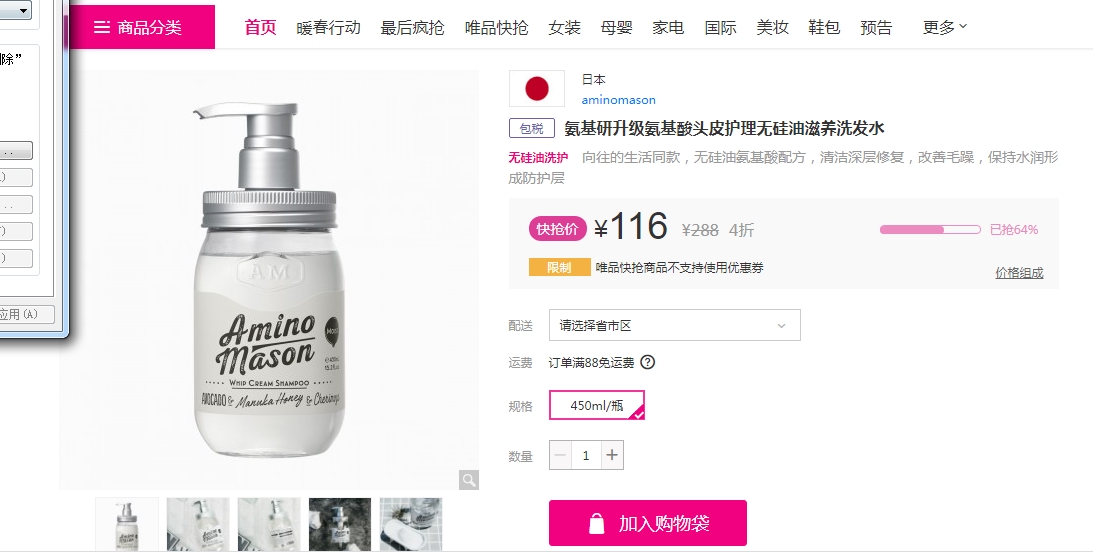 商品分类
首页 暖春行动 最后疯抢 唯品快抢 女装 母婴 家电 国际 美妆 鞋包 预告 更多
除”
应用(A)
日本
aminomason
包税 氨基研升级氨基酸头皮护理无硅油滋养洗发水
无硅油洗护 向往的生活同款，无硅油氨基酸配方，清洁深层修复，改善毛躁，保持水润形
成防护层
快抢价 ¥116 ¥288 4折 已抢64%
限制 唯品快抢商品不支持使用优惠券
价格组成
配送 请选择省市区
运费 订单满88免运费 ?
规格 450ml/瓶
数量 1 +
加入购物袋
AM
Amino
Mason
Moist
WHIP CREAM SHAMPOO
AVOCADO & Manuka Honey &